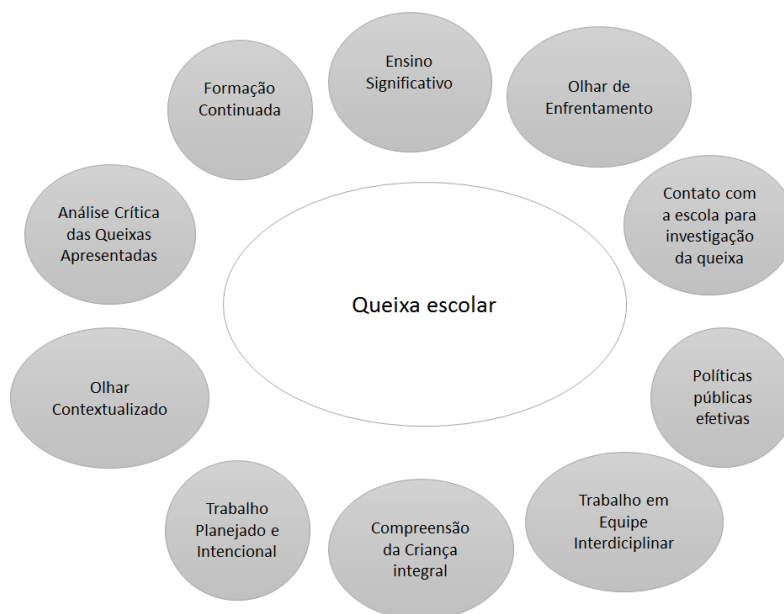 Ensino
Significativo
Formação
Continuada
Olhar de
Enfrentamento
Análise Crítica
das Queixas
Apresentadas
Contato com
a escola para
investigação
da queixa
Queixa escolar
Olhar
Contextualizado
Políticas
públicas
efetivas
Trabalho
Planejado e
Intencional
Compreensão
da Criança
integral
Trabalho em
Equipe
Interdiciplinar